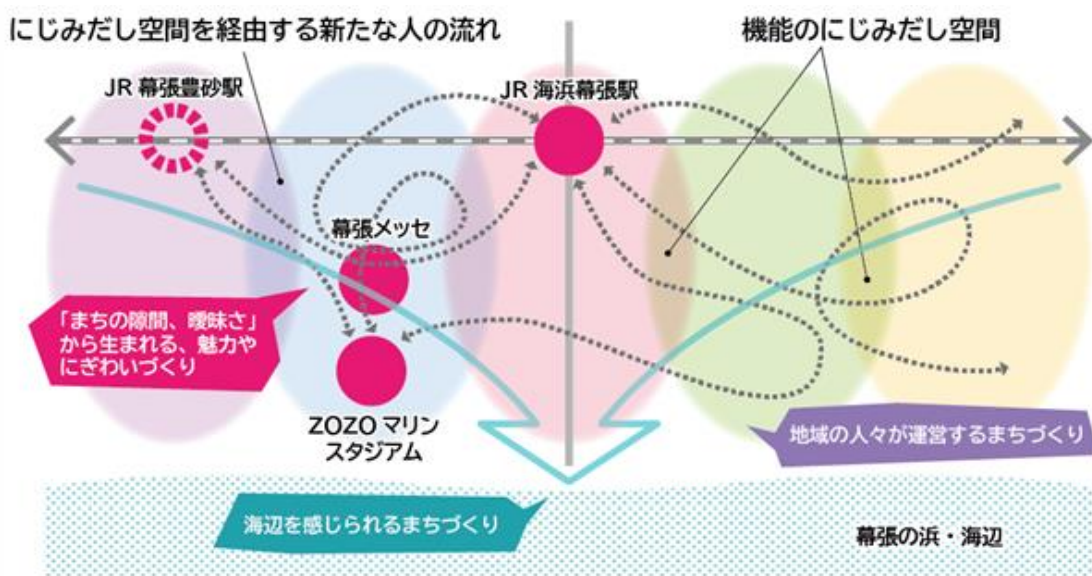 にじみだし空間を経由する新たな人の流れ
機能のにじみだし空間
JR 幕張豊砂駅
JR 海浜幕張駅
幕張メッセ
「まちの隙間、曖昧さ」
から生まれる、魅力や
にぎわいづくり
ZOZO マリン
スタジアム
地域の人々が運営するまちづくり
海辺を感じられるまちづくり
幕張の浜・海辺